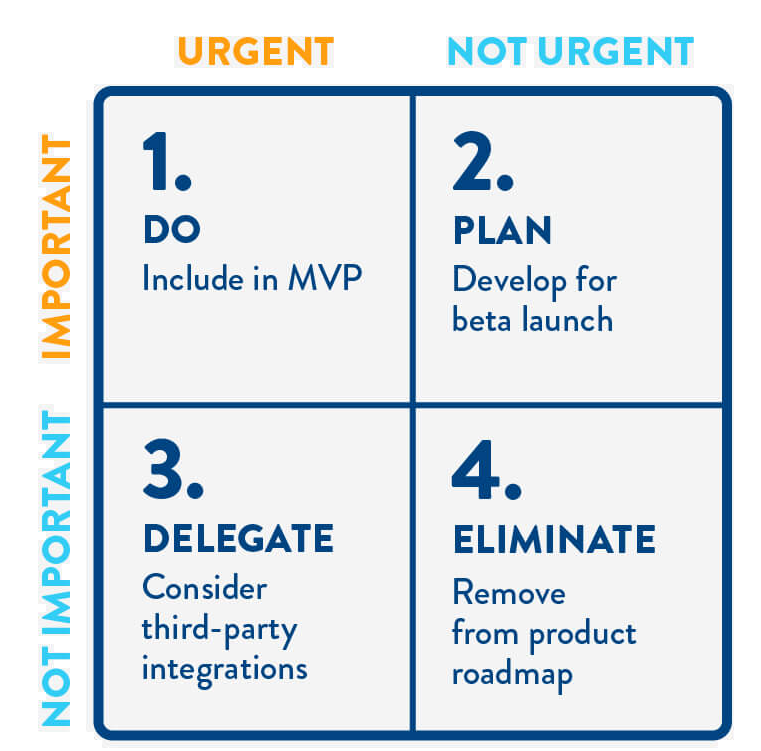 URGENT
NOT URGENT
IMPORTANT
1.
DO
Include in MVP
2.
PLAN
Develop for
beta launch
NOT IMPORTANT
3.
DELEGATE
Consider
third-party
integrations
4.
ELIMINATE
Remove
from product
roadmap